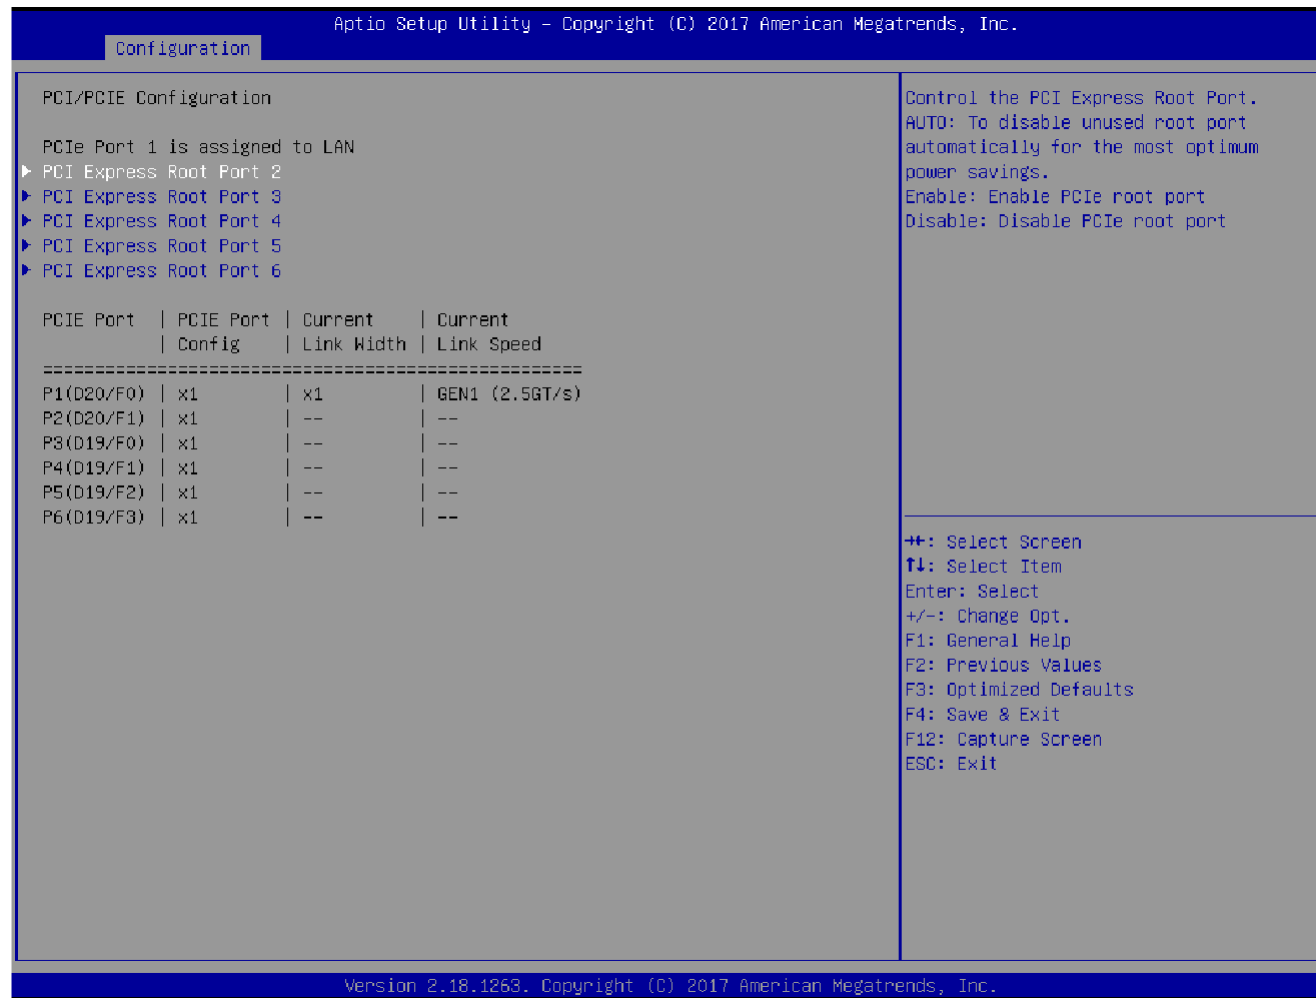 Aptio Setup Utility – Copyright (C) 2017 American Megatrends, Inc.
Configuration
PCI/PCIE Configuration
PCIe Port 1 is assigned to LAN
PCI Express Root Port 2
PCI Express Root Port 3
PCI Express Root Port 4
PCI Express Root Port 5
PCI Express Root Port 6
PCIE Port | PCIE Port | Current | Current
| Config | Link Width | Link Speed
====================================================
P1(D20/F0) | x1 | x1 | GEN1 (2.5GT/s)
P2(D20/F1) | x1 | -- | --
P3(D19/F0) | x1 | -- | --
P4(D19/F1) | x1 | -- | --
P5(D19/F2) | x1 | -- | --
P6(D19/F3) | x1 | -- | --
Control the PCI Express Root Port.
AUTO: To disable unused root port
automatically for the most optimum
power savings.
Enable: Enable PCIe root port
Disable: Disable PCIe root port
→←: Select Screen
↑↓: Select Item
Enter: Select
+/-: Change Opt.
F1: General Help
F2: Previous Values
F3: Optimized Defaults
F4: Save & Exit
F12: Capture Screen
ESC: Exit
Version 2.18.1263. Copyright (C) 2017 American Megatrends, Inc.